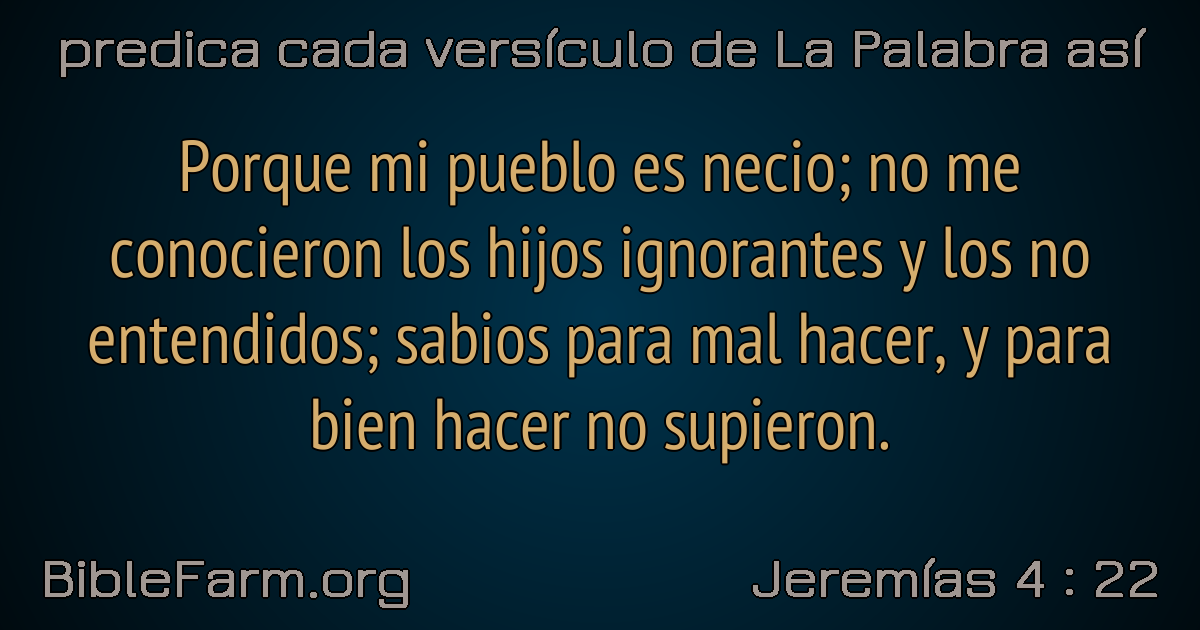 predica cada versículo de La Palabra así
Porque mi pueblo es necio; no me
conocieron los hijos ignorantes y los no
entendidos; sabios para mal hacer, y para
bien hacer no supieron.
BibleFarm.org
Jeremías 4 : 22